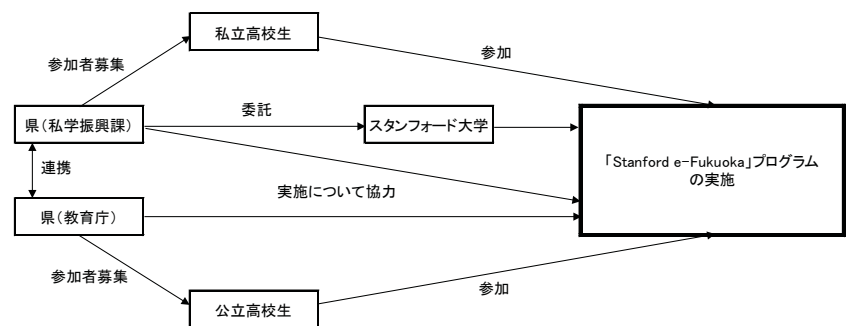 私立高校生
参加者募集
参加
県（私学振興課）
委託
スタンフォード大学
「Stanford e-Fukuoka」プログラム
の実施
連携
実施について協力
県（教育庁）
参加者募集
参加
公立高校生